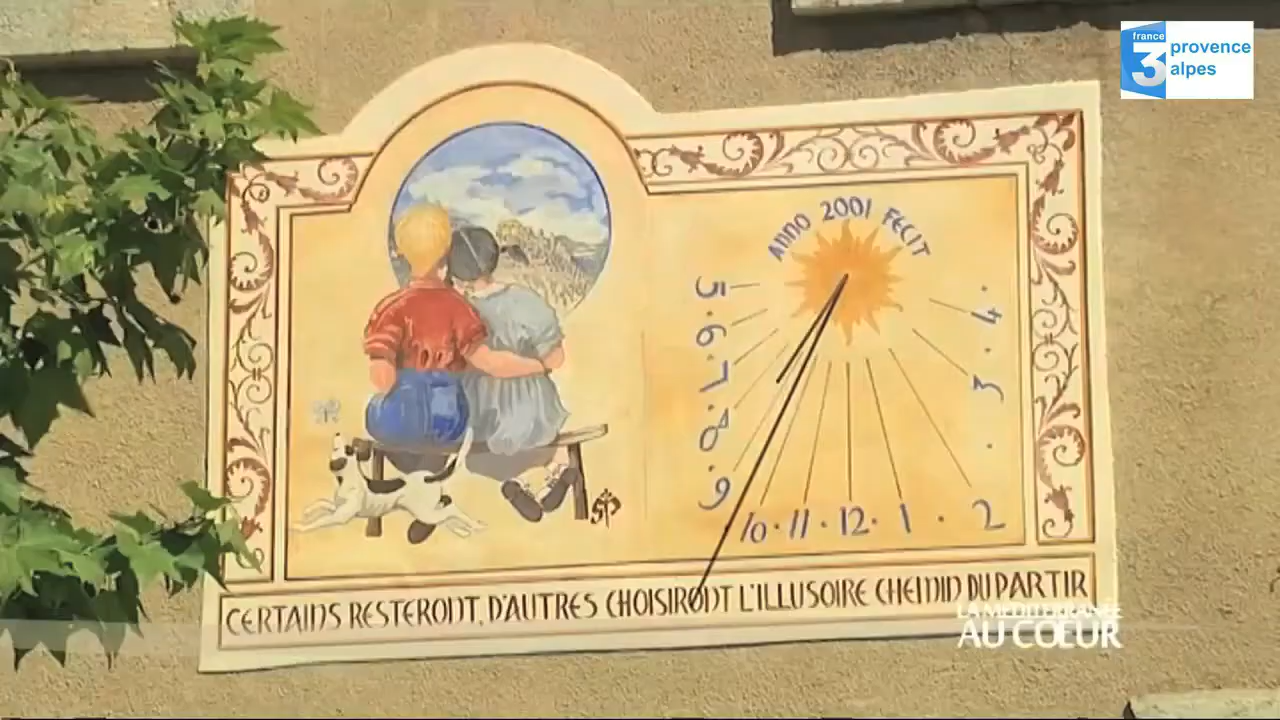 france
3
provence
alpes
ANNO 2001 FECIT
5 · 6 · 7 · 8 · 9
10 · 11 · 12 · 1 · 2
· 3 · 4 ·
CERTAINS RESTERONT, D'AUTRES CHOISIRONT L'ILLUSOIRE CHEMIN DU PARTIR
LA MÉDITERRANÉE
AU CŒUR